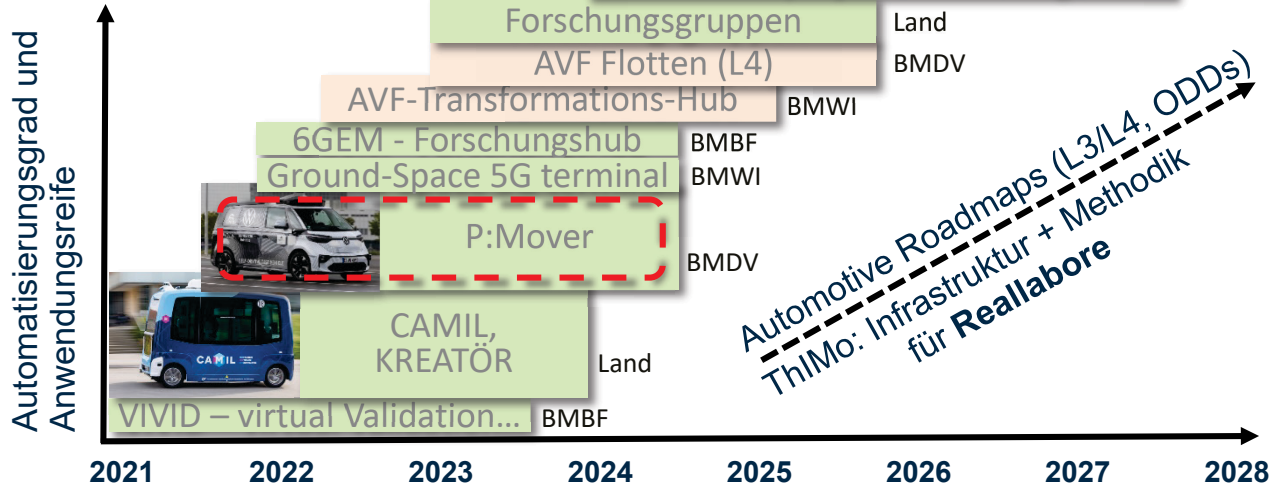 Forschungsgruppen
Land
AVF Flotten (L4)
BMDV
AVF-Transformations-Hub
BMWI
6GEM - Forschungshub
BMBF
Ground-Space 5G terminal
BMWI
P:Mover
BMDV
CAMIL,
KREATÖR
Land
CAMIL
VIVID – virtual Validation...
BMBF
Automatisierungsgrad und
Anwendungsreife
Automotive Roadmaps (L3/L4, ODDs)
ThIMo: Infrastruktur + Methodik
für Reallabore
2021 2022 2023 2024 2025 2026 2027 2028